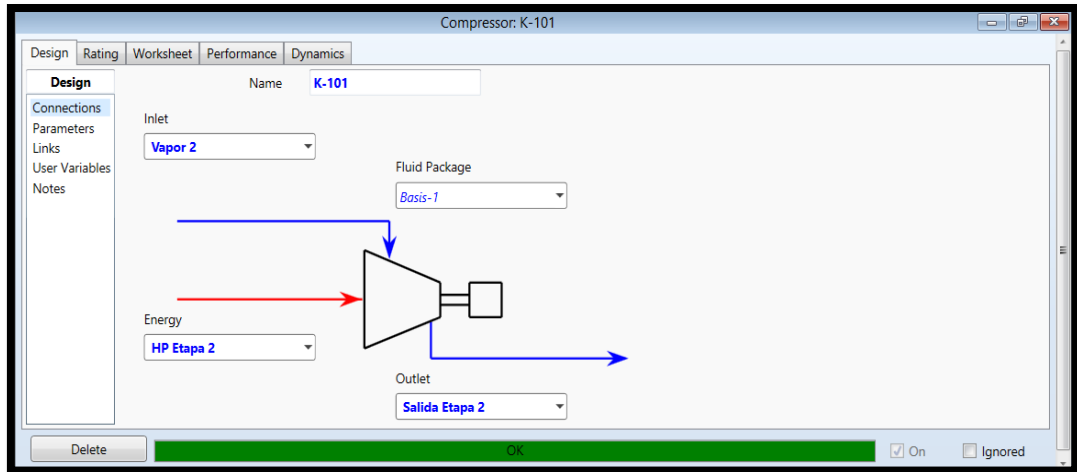 Compressor: K-101
Design Rating Worksheet Performance Dynamics
Design
Connections
Parameters
Links
User Variables
Notes
Name K-101
Inlet
Vapor 2
Fluid Package
Basis-1
Energy
HP Etapa 2
Outlet
Salida Etapa 2
Delete OK On Ignored